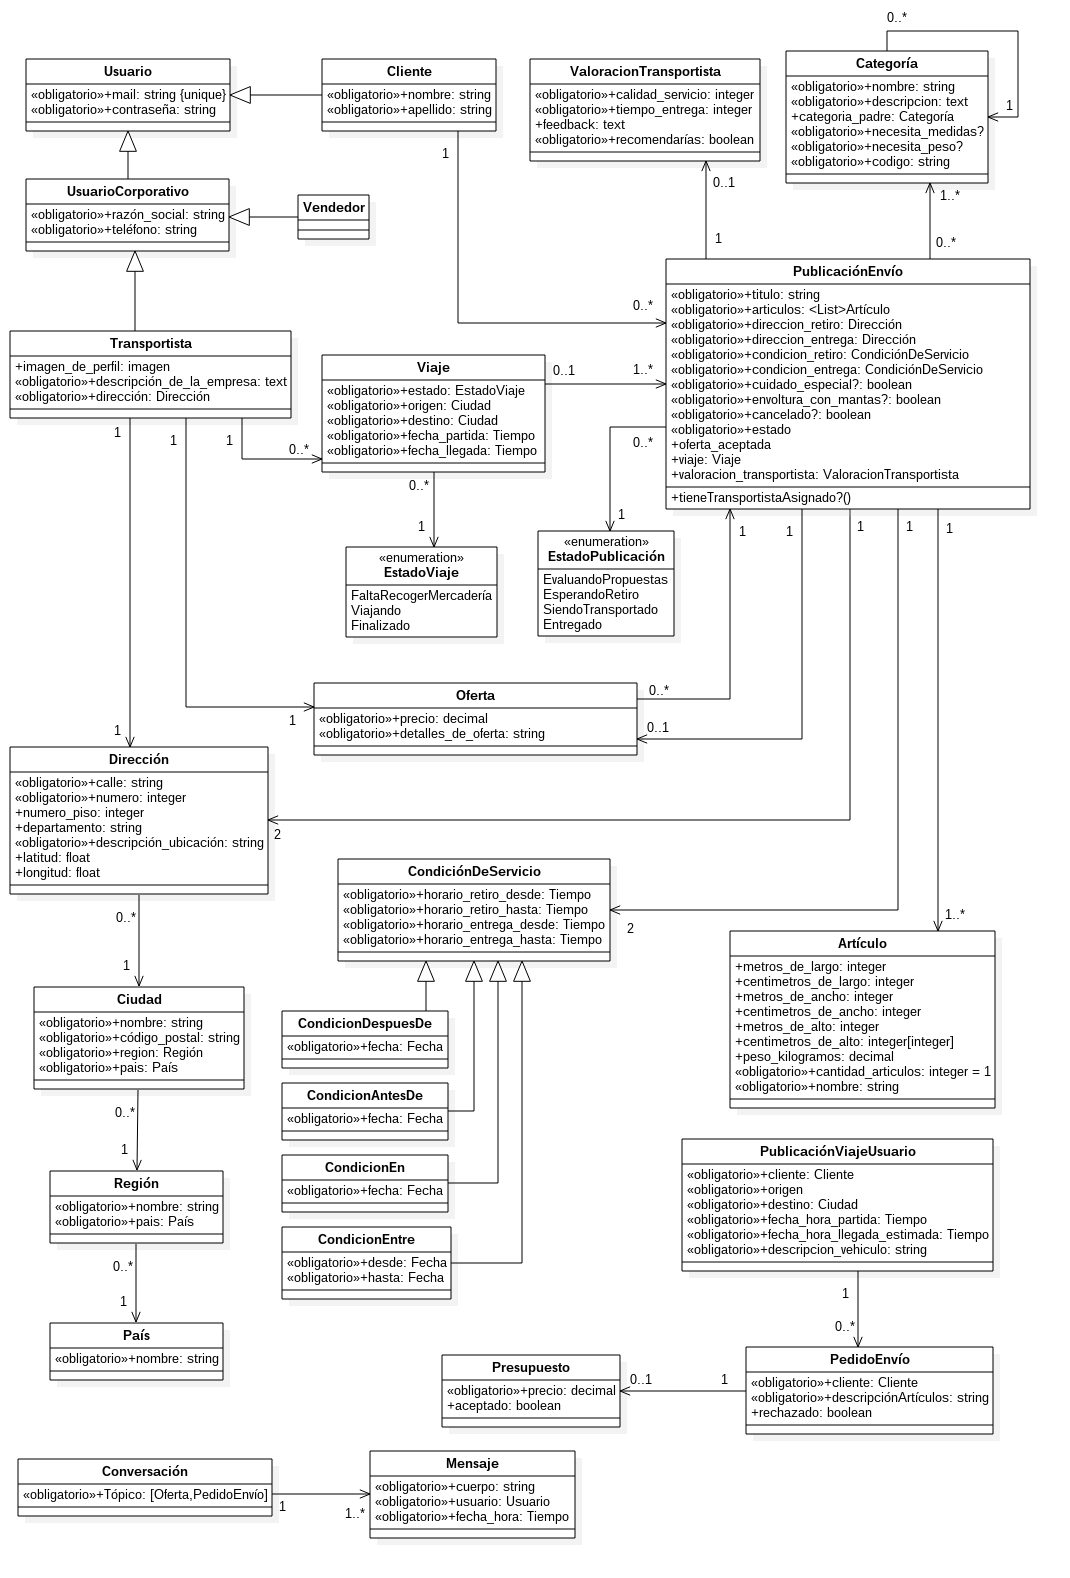 0..*
1
Usuario
«obligatorio»+mail: string {unique}
«obligatorio»+contraseña: string
Cliente
«obligatorio»+nombre: string
«obligatorio»+apellido: string
1
ValoracionTransportista
«obligatorio»+calidad_servicio: integer
«obligatorio»+tiempo_entrega: integer
+feedback: text
«obligatorio»+recomendarías: boolean
0..1
1
Categoría
«obligatorio»+nombre: string
«obligatorio»+descripcion: text
+categoria_padre: Categoría
«obligatorio»+necesita_medidas?
«obligatorio»+necesita_peso?
«obligatorio»+codigo: string
1..*
0..*
UsuarioCorporativo
«obligatorio»+razón_social: string
«obligatorio»+teléfono: string
Vendedor
PublicaciónEnvío
«obligatorio»+titulo: string
«obligatorio»+articulos: <List>Artículo
«obligatorio»+direccion_retiro: Dirección
«obligatorio»+direccion_entrega: Dirección
«obligatorio»+condicion_retiro: CondiciónDeServicio
«obligatorio»+condicion_entrega: CondiciónDeServicio
«obligatorio»+cuidado_especial?: boolean
«obligatorio»+envoltura_con_mantas?: boolean
«obligatorio»+cancelado?: boolean
«obligatorio»+estado
+oferta_aceptada
+viaje: Viaje
+valoracion_transportista: ValoracionTransportista
+tieneTransportistaAsignado?()
0..*
Transportista
+imagen_de_perfil: imagen
«obligatorio»+descripción_de_la_empresa: text
«obligatorio»+dirección: Dirección
Viaje
«obligatorio»+estado: EstadoViaje
«obligatorio»+origen: Ciudad
«obligatorio»+destino: Ciudad
«obligatorio»+fecha_partida: Tiempo
«obligatorio»+fecha_llegada: Tiempo
0..1
1..*
1
1
1
0..*
0..*
0..*
1
1
«enumeration»
EstadoViaje
FaltaRecogerMercadería
Viajando
Finalizado
«enumeration»
EstadoPublicación
EvaluandoPropuestas
EsperandoRetiro
SiendoTransportado
Entregado
1
1
1
1
1
Oferta
«obligatorio»+precio: decimal
«obligatorio»+detalles_de_oferta: string
0..*
0..1
1
1
Dirección
«obligatorio»+calle: string
«obligatorio»+numero: integer
+numero_piso: integer
+departamento: string
«obligatorio»+descripción_ubicación: string
+latitud: float
+longitud: float
2
0..*
1
CondiciónDeServicio
«obligatorio»+horario_retiro_desde: Tiempo
«obligatorio»+horario_retiro_hasta: Tiempo
«obligatorio»+horario_entrega_desde: Tiempo
«obligatorio»+horario_entrega_hasta: Tiempo
2
1..*
Artículo
+metros_de_largo: integer
+centimetros_de_largo: integer
+metros_de_ancho: integer
+centimetros_de_ancho: integer
+metros_de_alto: integer
+centimetros_de_alto: integer[integer]
+peso_kilogramos: decimal
«obligatorio»+cantidad_articulos: integer = 1
«obligatorio»+nombre: string
Ciudad
«obligatorio»+nombre: string
«obligatorio»+código_postal: string
«obligatorio»+region: Región
«obligatorio»+pais: País
0..*
1
CondicionDespuesDe
«obligatorio»+fecha: Fecha
CondicionAntesDe
«obligatorio»+fecha: Fecha
CondicionEn
«obligatorio»+fecha: Fecha
CondicionEntre
«obligatorio»+desde: Fecha
«obligatorio»+hasta: Fecha
Región
«obligatorio»+nombre: string
«obligatorio»+pais: País
0..*
1
País
«obligatorio»+nombre: string
PublicaciónViajeUsuario
«obligatorio»+cliente: Cliente
«obligatorio»+origen
«obligatorio»+destino: Ciudad
«obligatorio»+fecha_hora_partida: Tiempo
«obligatorio»+fecha_hora_llegada_estimada: Tiempo
«obligatorio»+descripcion_vehiculo: string
1
0..*
Presupuesto
«obligatorio»+precio: decimal
+aceptado: boolean
0..1
1
PedidoEnvío
«obligatorio»+cliente: Cliente
«obligatorio»+descripciónArtículos: string
+rechazado: boolean
Conversación
«obligatorio»+Tópico: [Oferta,PedidoEnvío]
1
1..*
Mensaje
«obligatorio»+cuerpo: string
«obligatorio»+usuario: Usuario
«obligatorio»+fecha_hora: Tiempo